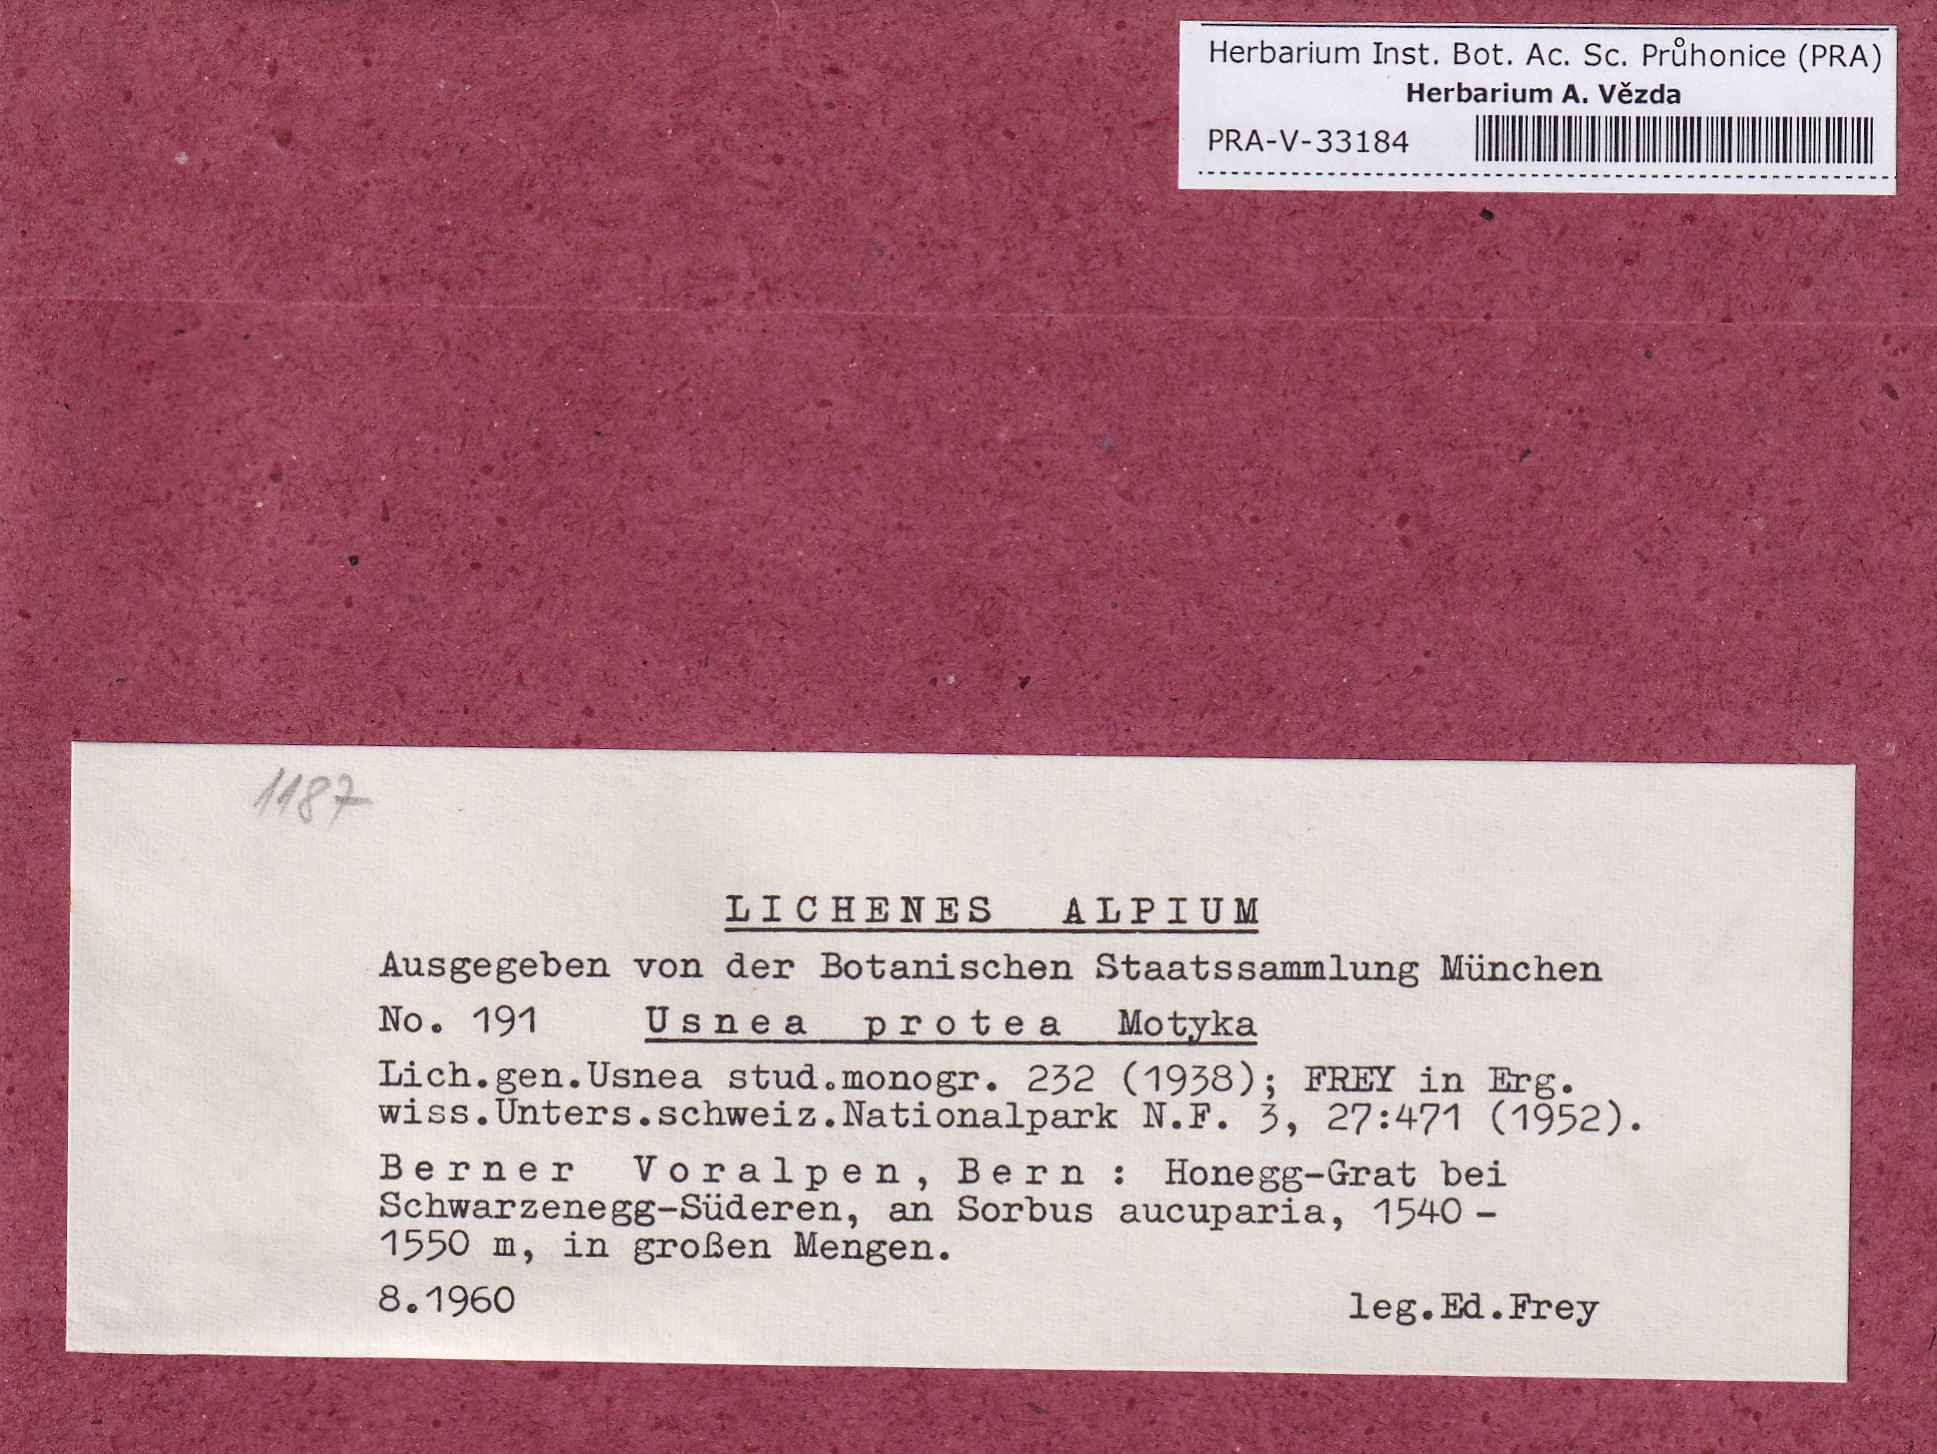 Herbarium Inst. Bot. Ac. Sc. Průhonice (PRA)
Herbarium A. Vězda
PRA-V-33184
1187
LICHENES ALPIUM
Ausgegeben von der Botanischen Staatssammlung München
No. 191 Usnea protea Motyka
Lich.gen.Usnea stud.monogr. 232 (1938); FREY in Erg.
wiss.Unters.schweiz.Nationalpark N.F. 3, 27:471 (1952).
Berner Voralpen, Bern : Honegg-Grat bei
Schwarzenegg-Süderen, an Sorbus aucuparia, 1540 -
1550 m, in großen Mengen.
8.1960 leg.Ed.Frey